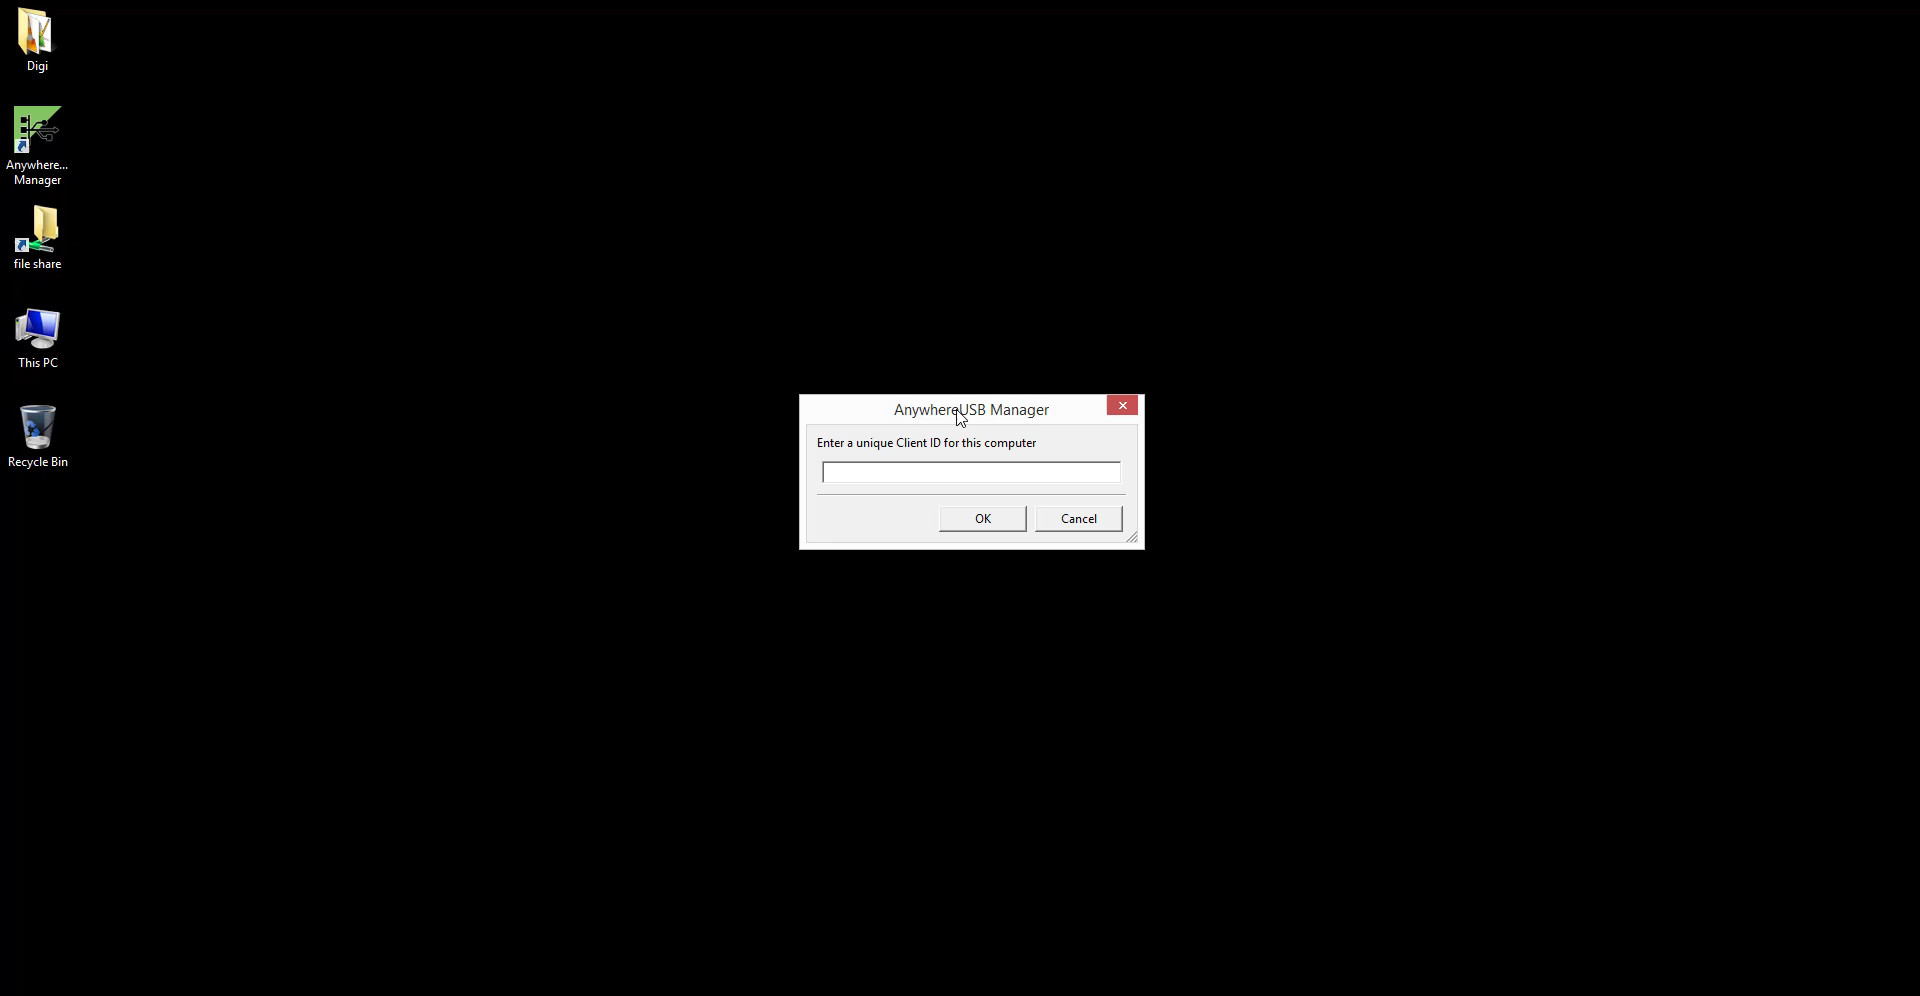 Digi
Anywhere...
Manager
file share
This PC
Recycle Bin
AnywhereUSB Manager
Enter a unique Client ID for this computer
OK
Cancel